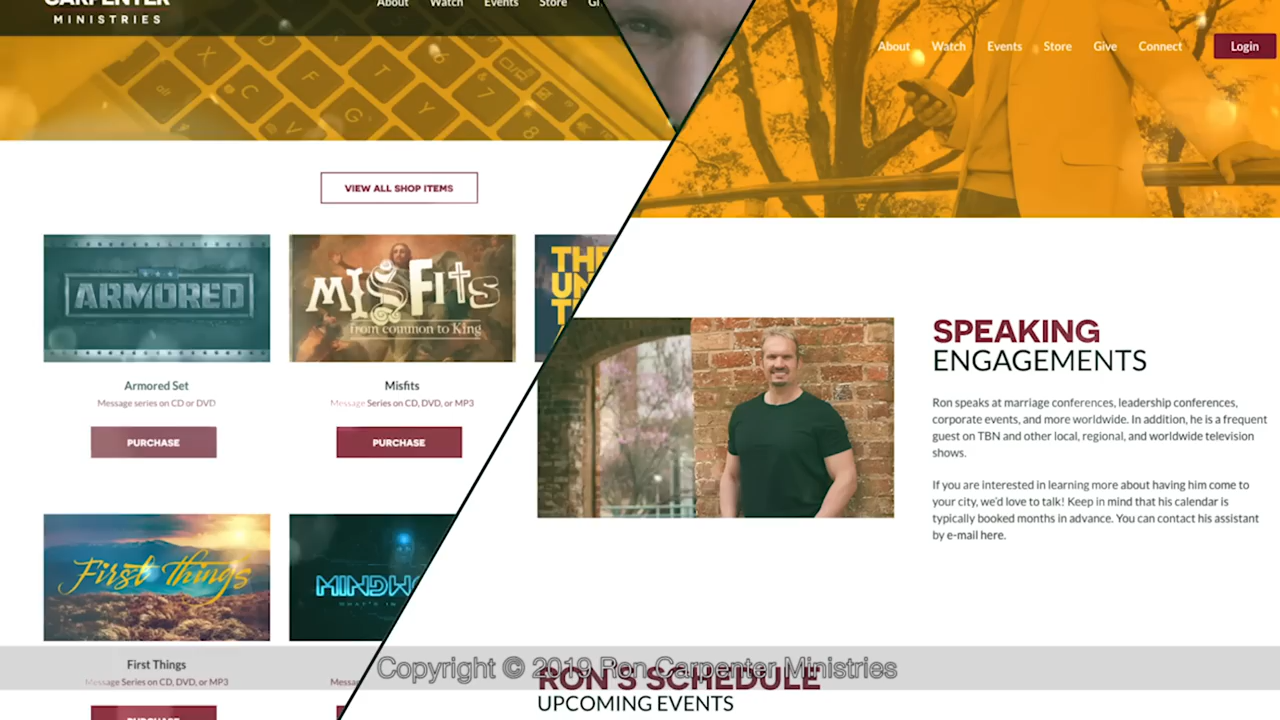 CARPENTER
MINISTRIES
About Watch Events Store
VIEW ALL SHOP ITEMS
ARMORED
MISFITS
from common to King
Armored Set
Message series on CD or DVD
PURCHASE
Misfits
Message Series on CD, DVD, or MP3
PURCHASE
First Things
First Things
Message Series on CD, DVD, or MP3
PURCHASE
About Watch Events Store Give Connect Login
SPEAKING
ENGAGEMENTS
Ron speaks at marriage conferences, leadership conferences,
corporate events, and more worldwide. In addition, he is a frequent
guest on TBN and other local, regional, and worldwide television
shows.
If you are interested in learning more about having him come to
your city, we'd love to talk! Keep in mind that his calendar is
typically booked months in advance. You can contact his assistant
by e-mail here.
RON'S SCHEDULE
UPCOMING EVENTS
Copyright © 2019 Ron Carpenter Ministries